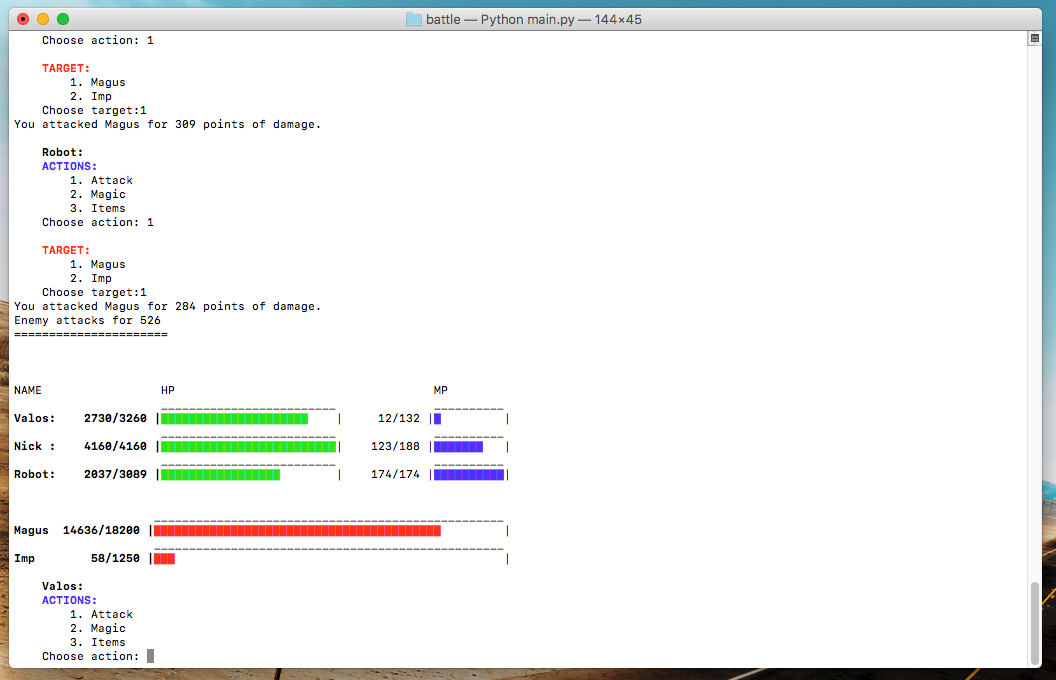 battle — Python main.py — 144×45
Choose action: 1
TARGET:
1. Magus
2. Imp
Choose target:1
You attacked Magus for 309 points of damage.
Robot:
ACTIONS:
1. Attack
2. Magic
3. Items
Choose action: 1
TARGET:
1. Magus
2. Imp
Choose target:1
You attacked Magus for 284 points of damage.
Enemy attacks for 526
======================
NAME HP MP
Valos: 2730/3260 | | 12/132 | |
Nick : 4160/4160 | | 123/188 | |
Robot: 2037/3089 | | 174/174 | |
Magus 14636/18200 | |
Imp 58/1250 | |
Valos:
ACTIONS:
1. Attack
2. Magic
3. Items
Choose action: